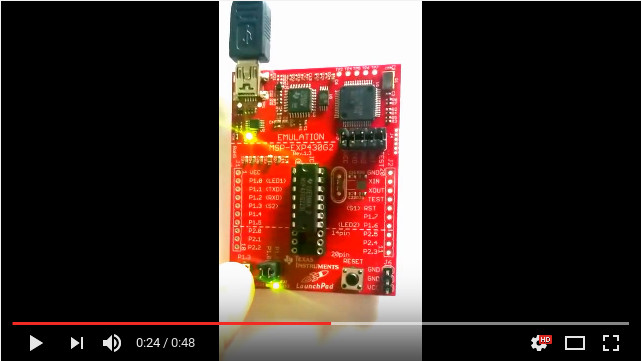 EMULATION
MSP-EXP430G2
VCC
P1.0 (LED1)
P1.1 (TXD)
P1.2 (RXD)
P1.3 (S2)
P1.4
P1.5
P2.0
P2.1
P2.2
P1.3
GND
XIN
XOUT
TEST
(S1) RST
P1.7
(LED2) P1.6
P2.5
P2.4
P2.3
14pin
20pin
TEXAS
INSTRUMENTS
LaunchPad
RESET
J4
GND
GND
VCC
0:24 / 0:48
HD